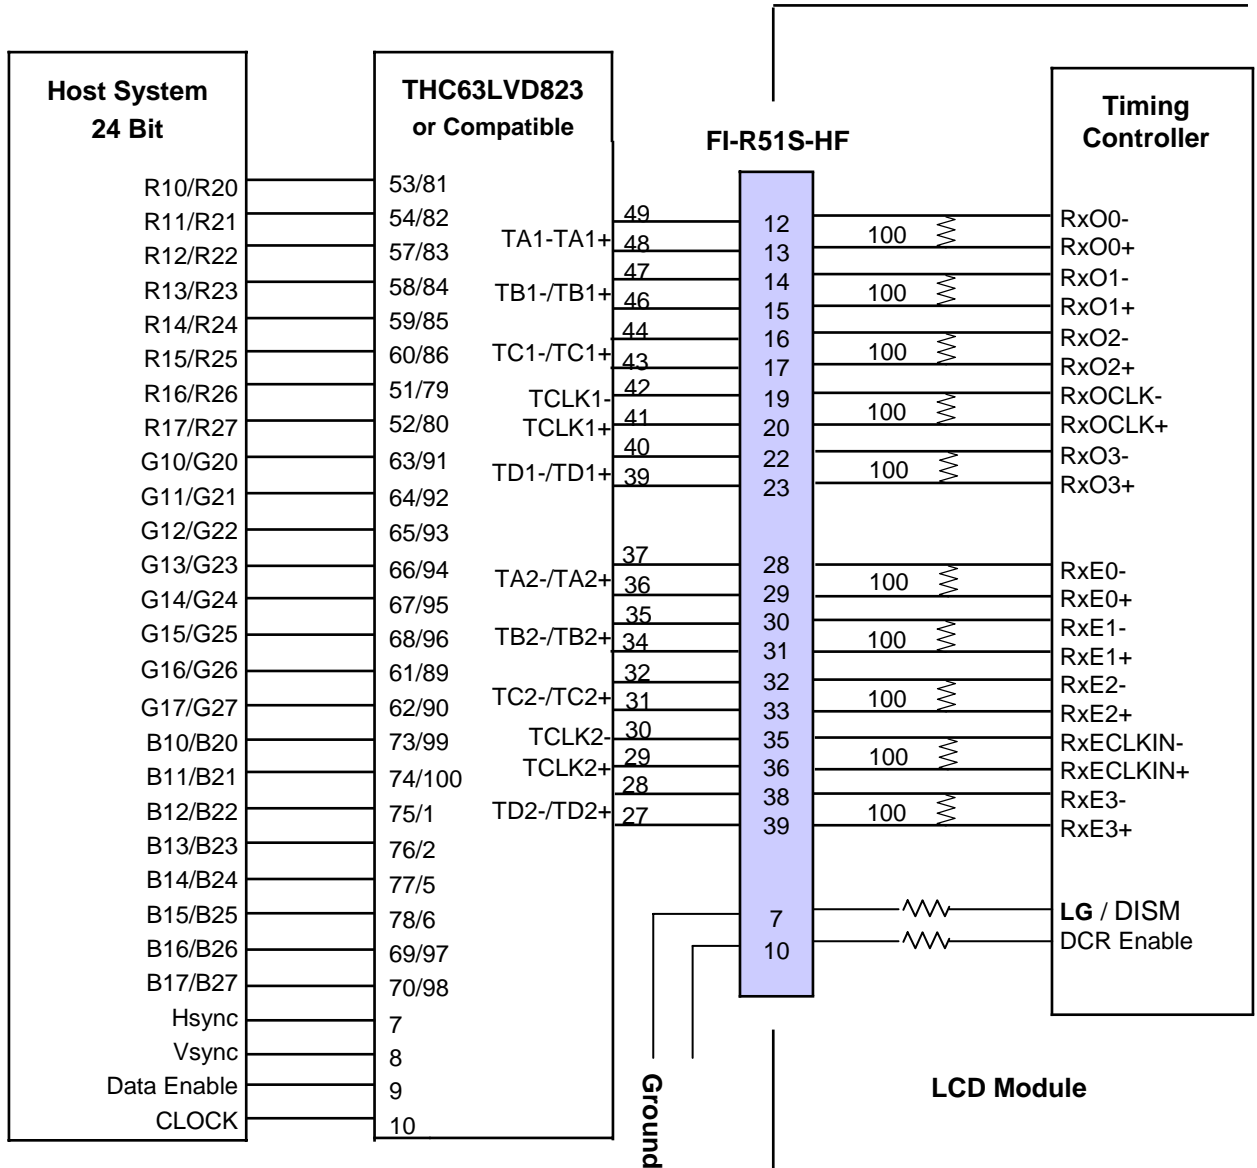 Host System
24 Bit
R10/R20
R11/R21
R12/R22
R13/R23
R14/R24
R15/R25
R16/R26
R17/R27
G10/G20
G11/G21
G12/G22
G13/G23
G14/G24
G15/G25
G16/G26
G17/G27
B10/B20
B11/B21
B12/B22
B13/B23
B14/B24
B15/B25
B16/B26
B17/B27
Hsync
Vsync
Data Enable
CLOCK
THC63LVD823
or Compatible
53/81
54/82
57/83
58/84
59/85
60/86
51/79
52/80
63/91
64/92
65/93
66/94
67/95
68/96
61/89
62/90
73/99
74/100
75/1
76/2
77/5
78/6
69/97
70/98
7
8
9
10
TA1-TA1+
TB1-/TB1+
TC1-/TC1+
TCLK1-
TCLK1+
TD1-/TD1+
TA2-/TA2+
TB2-/TB2+
TC2-/TC2+
TCLK2-
TCLK2+
TD2-/TD2+
49
48
47
46
44
43
42
41
40
39
37
36
35
34
32
31
30
29
28
27
FI-R51S-HF
12
13
14
15
16
17
19
20
22
23
28
29
30
31
32
33
35
36
38
39
7
10
100
100
100
100
100
100
100
100
100
100
Timing
Controller
RxO0-
RxO0+
RxO1-
RxO1+
RxO2-
RxO2+
RxOCLK-
RxOCLK+
RxO3-
RxO3+
RxE0-
RxE0+
RxE1-
RxE1+
RxE2-
RxE2+
RxECLKIN-
RxECLKIN+
RxE3-
RxE3+
LG / DISM
DCR Enable
Ground
LCD Module